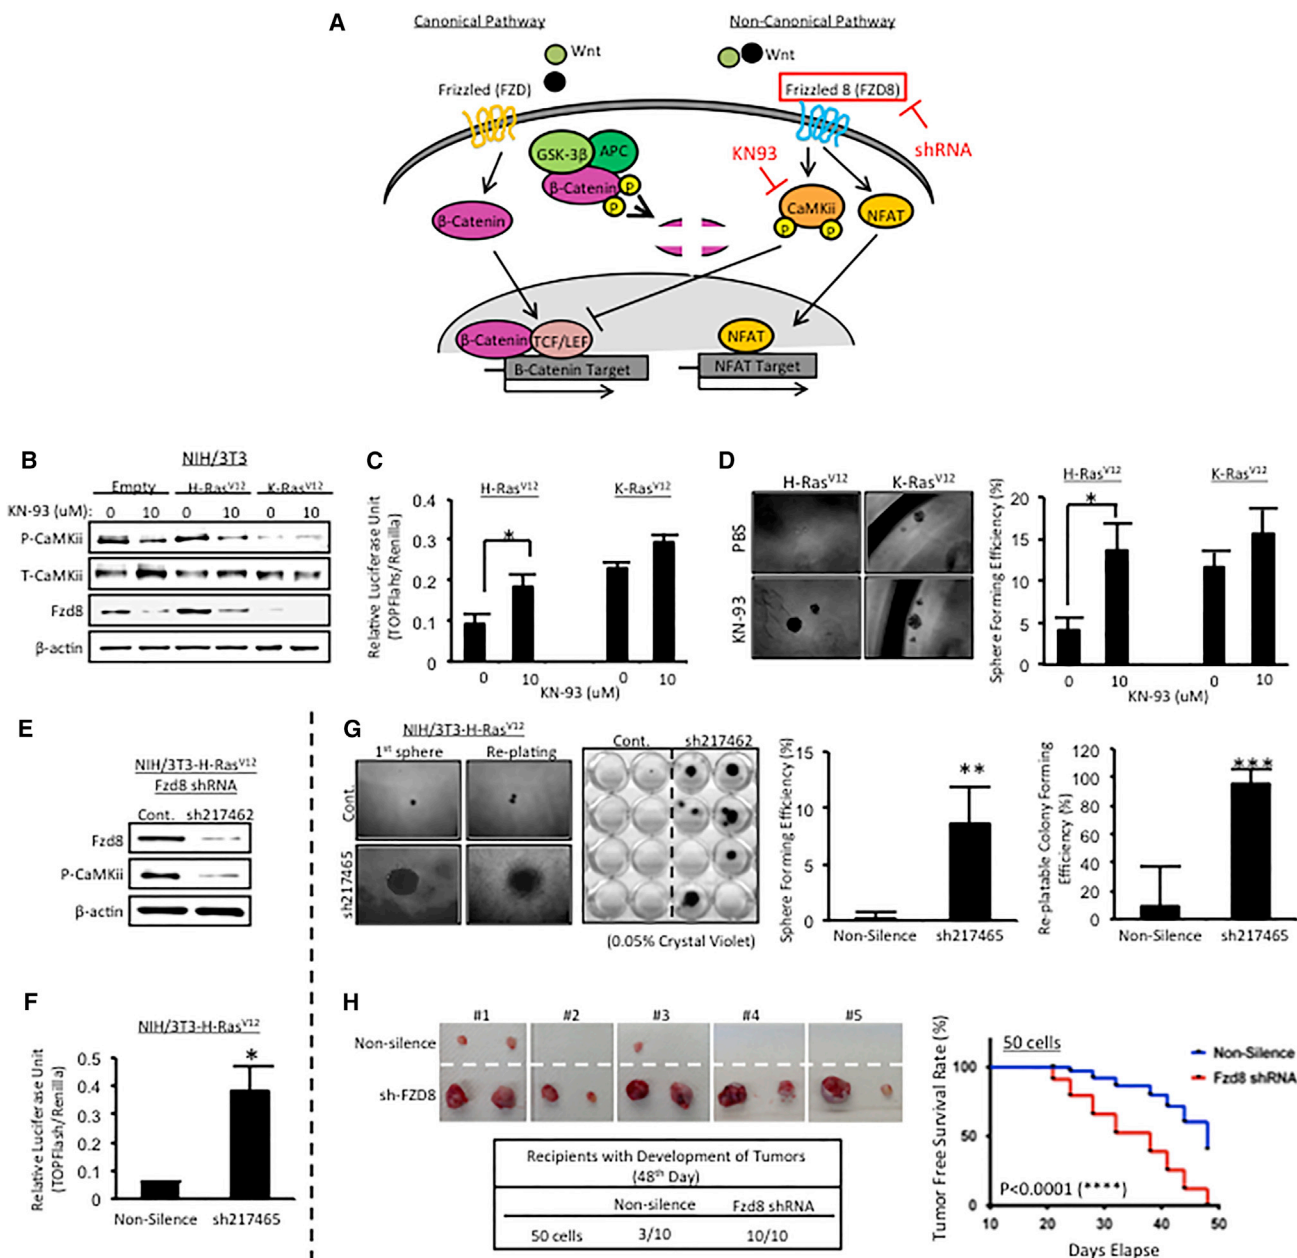 A
Canonical Pathway
Non-Canonical Pathway
Wnt
Wnt
Frizzled (FZD)
Frizzled 8 (FZD8)
shRNA
KN93
GSK-3β
APC
β-Catenin
P
P
β-Catenin
CaMKii
P
P
NFAT
β-Catenin
TCF/LEF
NFAT
B-Catenin Target
NFAT Target
B
NIH/3T3
Empty
H-RasV12
K-RasV12
KN-93 (uM): 0 10 0 10 0 10
P-CaMKii
T-CaMKii
Fzd8
β-actin
C
H-RasV12
K-RasV12
Relative Luciferase Unit
(TOPFlahs/Renilla)
0.4
0.3
0.2
0.1
0
*
0 10 0 10
KN-93 (uM)
D
H-RasV12
K-RasV12
PBS
KN-93
Sphere Forming Efficiency (%)
H-RasV12
K-RasV12
20
15
10
5
0
*
0 10 0 10
KN-93 (uM)
E
NIH/3T3-H-RasV12
Fzd8 shRNA
Cont. sh217462
Fzd8
P-CaMKii
β-actin
F
NIH/3T3-H-RasV12
Relative Luciferase Unit
(TOPFlash/Renilla)
0.5
0.4
0.3
0.2
0.1
0
*
Non-Silence sh217465
G
NIH/3T3-H-RasV12
1st sphere
Re-plating
Cont.
sh217465
Cont. sh217462
(0.05% Crystal Violet)
Sphere Forming Efficiency (%)
15
10
5
0
**
Non-Silence sh217465
Re-platable Colony Forming
Efficiency (%)
120
100
80
60
40
20
0
***
Non-Silence sh217465
H
#1 #2 #3 #4 #5
Non-silence
sh-FZD8
Recipients with Development of Tumors
(48th Day)
Non-silence Fzd8 shRNA
50 cells 3/10 10/10
Tumor Free Survival Rate (%)
50 cells
Non-Silence
Fzd8 shRNA
100
50
0
P<0.0001 (****)
10 20 30 40 50
Days Elapse